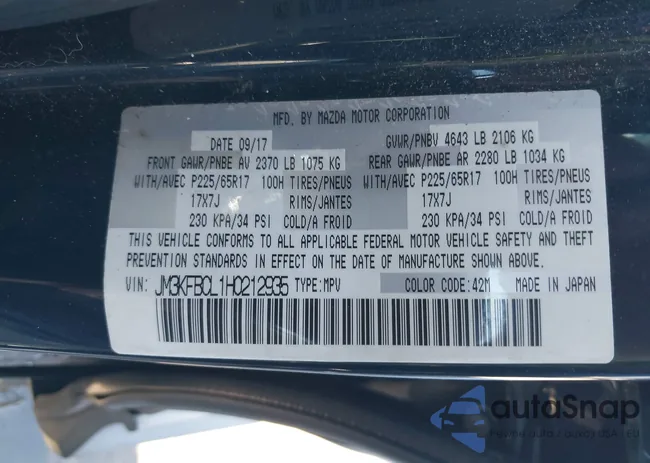 MFD. BY MAZDA MOTOR CORPORATION
DATE 09/17 GVWR/PNBV 4643 LB 2106 KG
FRONT GAWR/PNBE AV 2370 LB 1075 KG REAR GAWR/PNBE AR 2280 LB 1034 KG
WITH/AVEC P225/65R17 100H TIRES/PNEUS WITH/AVEC P225/65R17 100H TIRES/PNEUS
17X7J RIMS/JANTES 17X7J RIMS/JANTES
230 KPA/34 PSI COLD/A FROID 230 KPA/34 PSI COLD/A FROID
THIS VEHICLE CONFORMS TO ALL APPLICABLE FEDERAL MOTOR VEHICLE SAFETY AND THEFT
PREVENTION STANDARDS IN EFFECT ON THE DATE OF MANUFACTURE SHOWN ABOVE.
VIN: JM3KFBCL1H0212935 TYPE:MPV COLOR CODE:42M MADE IN JAPAN
autoSnap